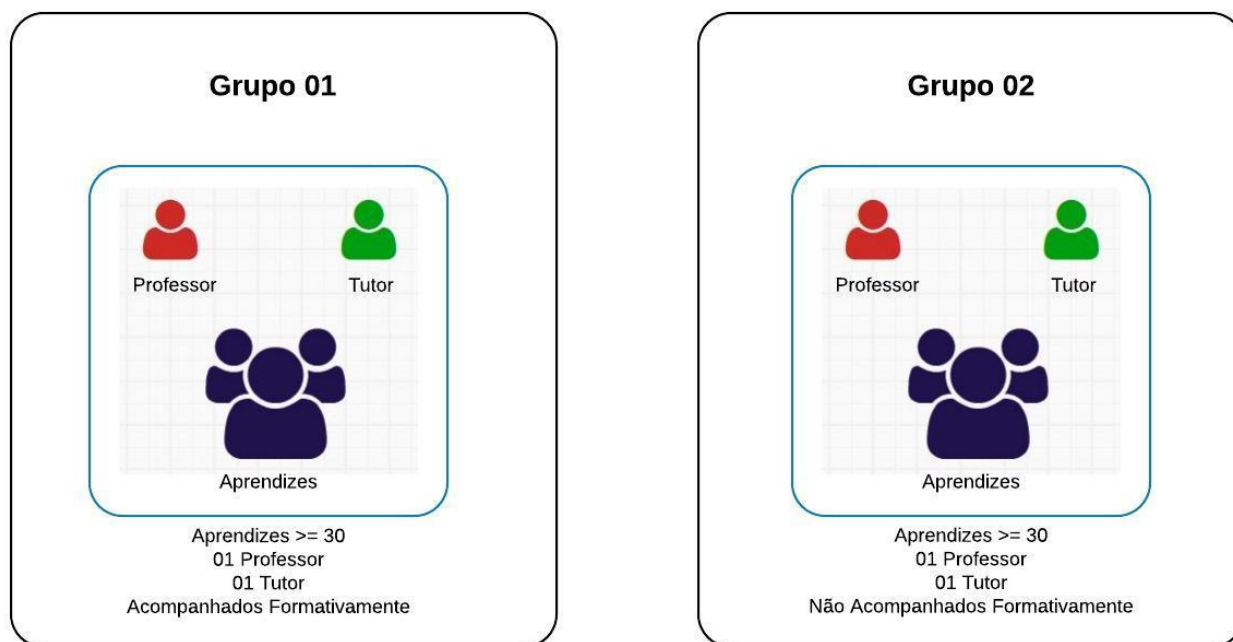 Grupo 01
Professor
Tutor
Aprendizes
Aprendizes >= 30
01 Professor
01 Tutor
Acompanhados Formativamente
Grupo 02
Professor
Tutor
Aprendizes
Aprendizes >= 30
01 Professor
01 Tutor
Não Acompanhados Formativamente